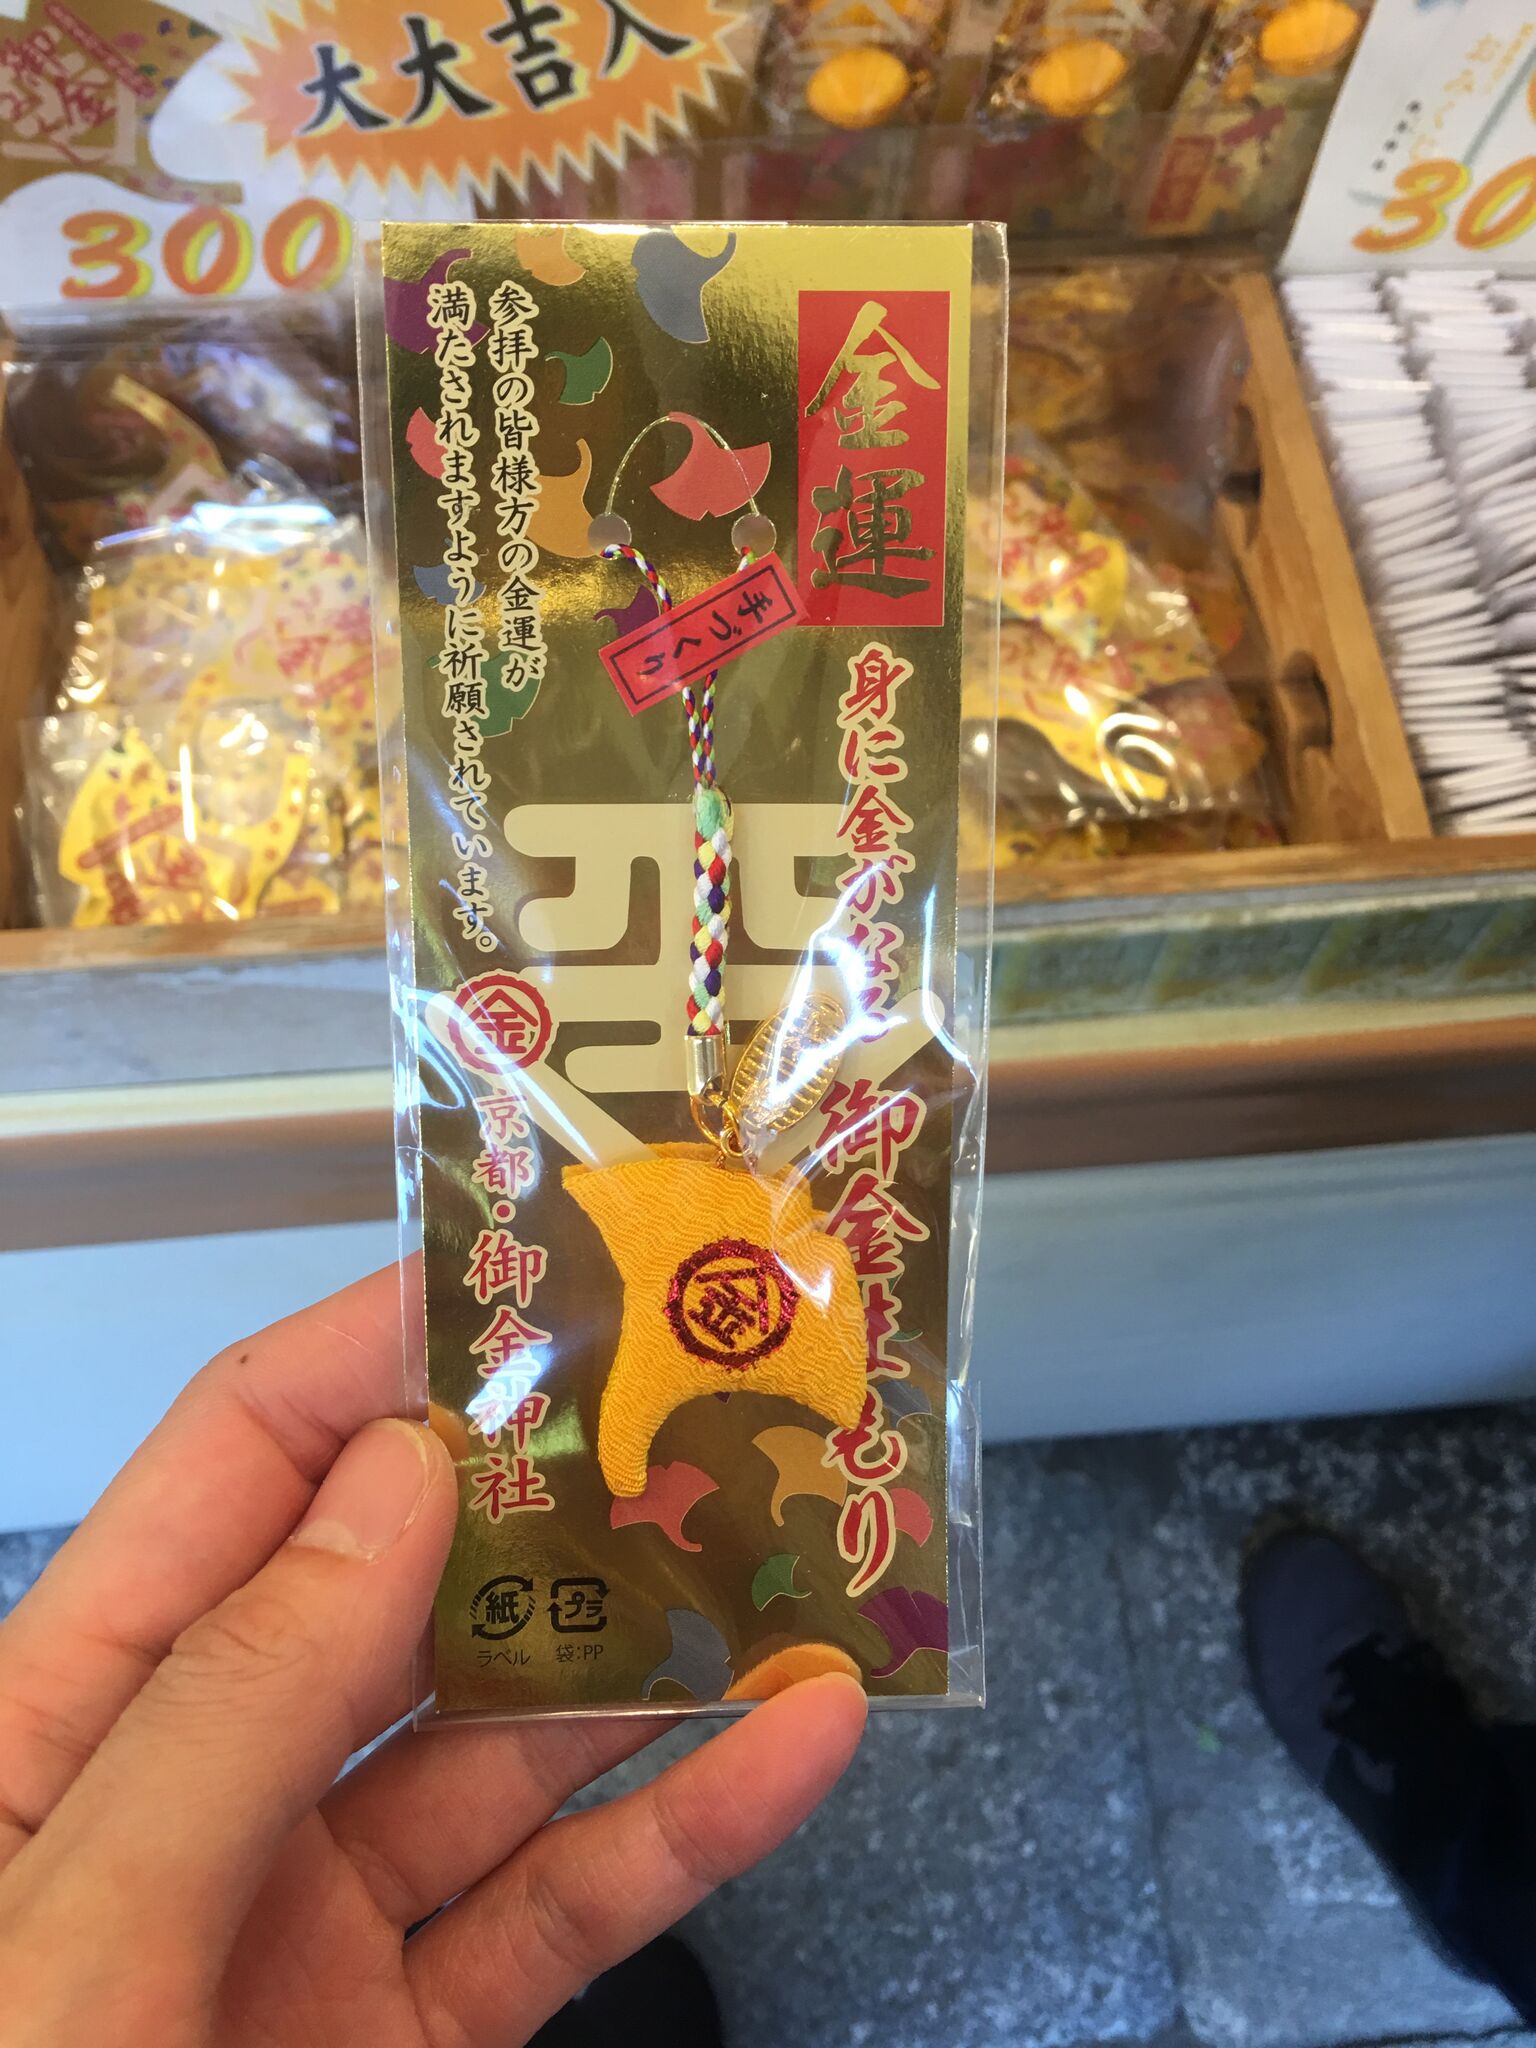 大大吉入
300
30
金運
身に金がなる
御金まもり
手づくり
参拝の皆様方の金運が
満たされますように祈願されています。
金
京都・御金神社
金
紙
プラ
ラベル
袋:PP